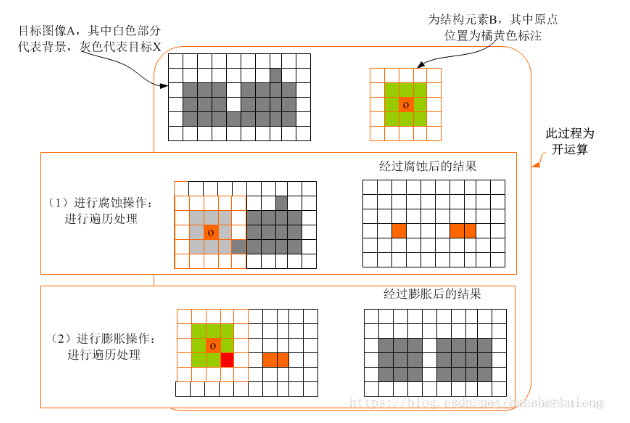 目标图像A，其中白色部分
代表背景，灰色代表目标X
为结构元素B，其中原点
位置为橘黄色标注
o
此过程为
开运算
（1）进行腐蚀操作：
进行遍历处理
经过腐蚀后的结果
o
（2）进行膨胀操作：
进行遍历处理
经过膨胀后的结果
o